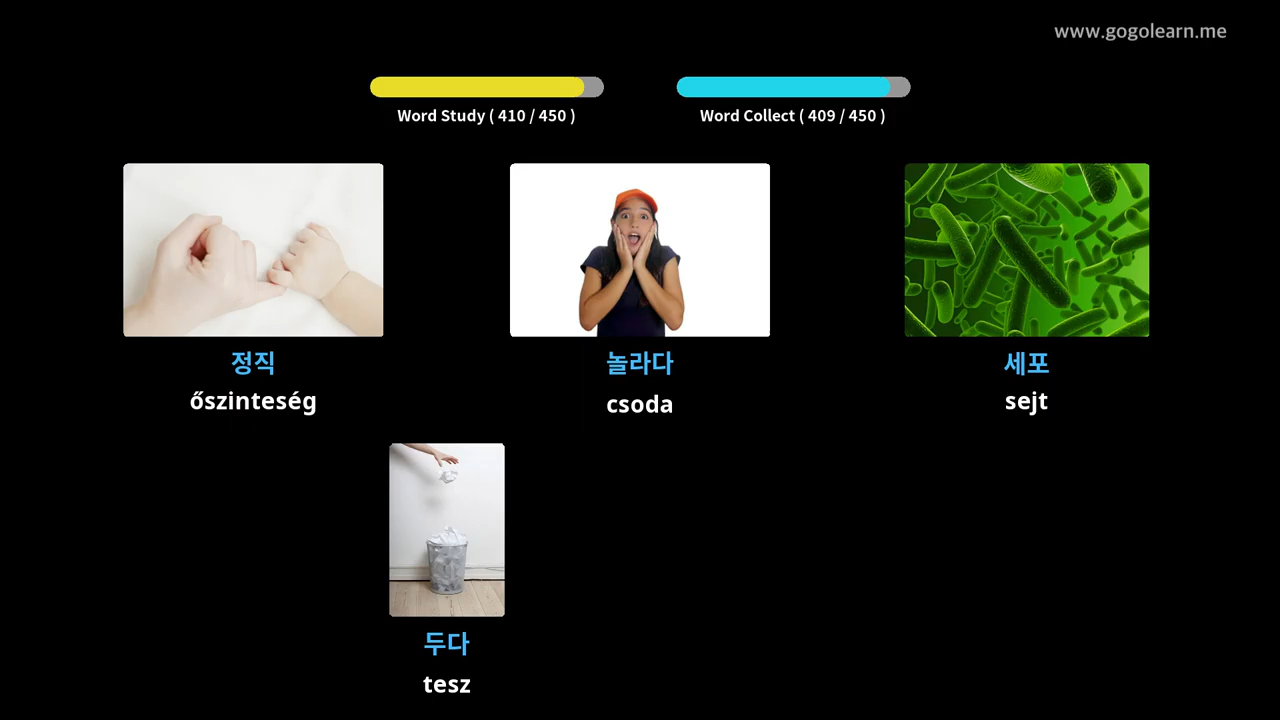 www.gogolearn.me
Word Study ( 410 / 450 )
Word Collect ( 409 / 450 )
정직
őszinteség
놀라다
csoda
세포
sejt
두다
tesz